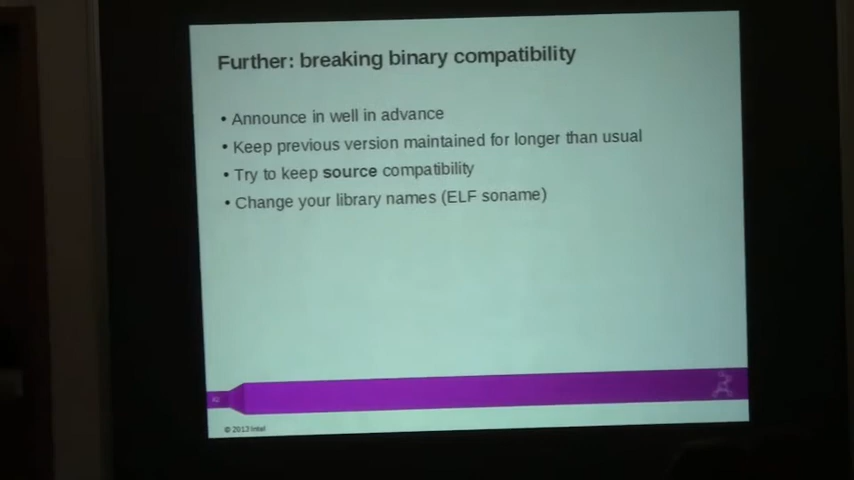 Further: breaking binary compatibility
• Announce in well in advance
• Keep previous version maintained for longer than usual
• Try to keep source compatibility
• Change your library names (ELF soname)
42
© 2013 Intel